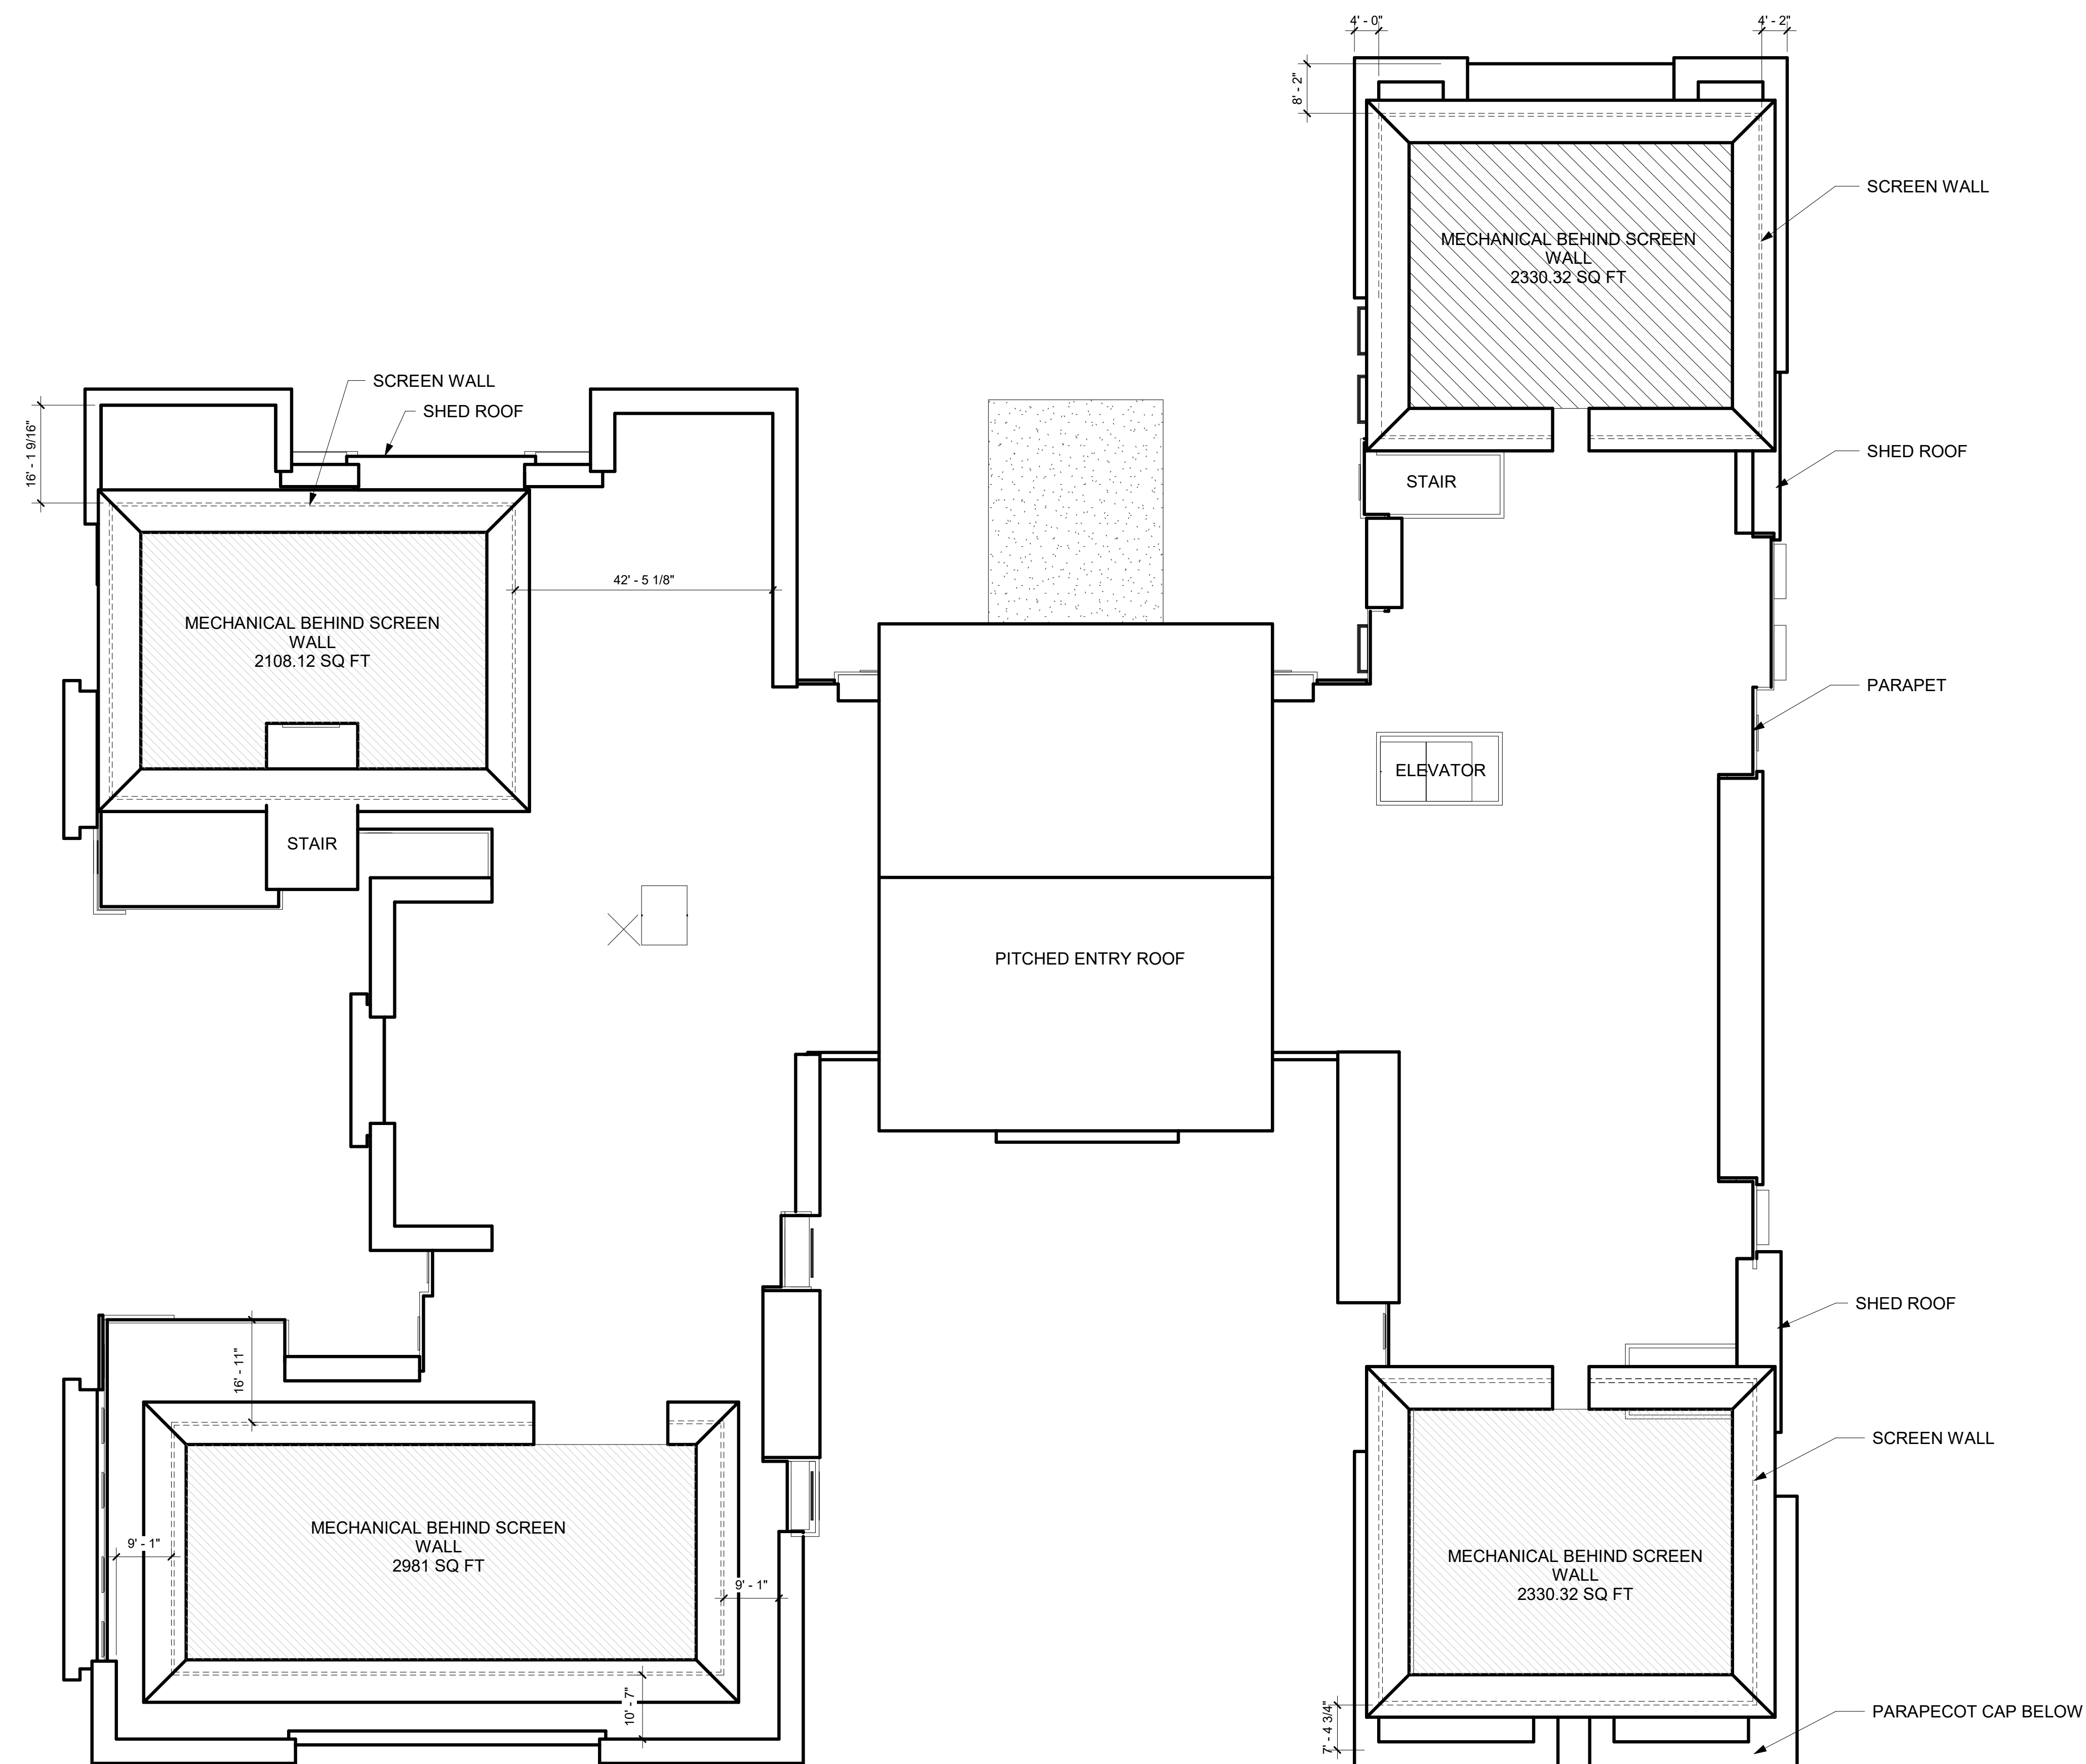 4' - 0"
4' - 2"
8' - 2"
SCREEN WALL
MECHANICAL BEHIND SCREEN
WALL
2330.32 SQ FT
SCREEN WALL
SHED ROOF
16' - 1 9/16"
SHED ROOF
STAIR
42' - 5 1/8"
MECHANICAL BEHIND SCREEN
WALL
2108.12 SQ FT
PARAPET
ELEVATOR
STAIR
PITCHED ENTRY ROOF
SHED ROOF
16' - 11"
SCREEN WALL
MECHANICAL BEHIND SCREEN
WALL
2981 SQ FT
9' - 1"
9' - 1"
MECHANICAL BEHIND SCREEN
WALL
2330.32 SQ FT
10' - 7"
7' - 4 3/4"
PARAPECOT CAP BELOW